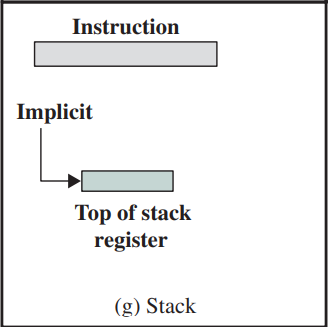 Instruction
Implicit
Top of stack
register
(g) Stack